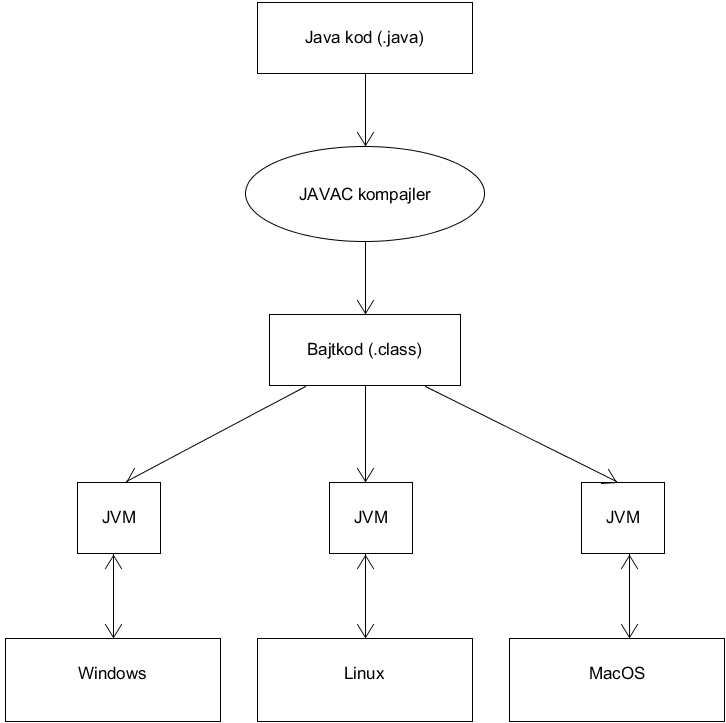 Java kod (.java)
JAVAC kompajler
Bajtkod (.class)
JVM
JVM
JVM
Windows
Linux
MacOS